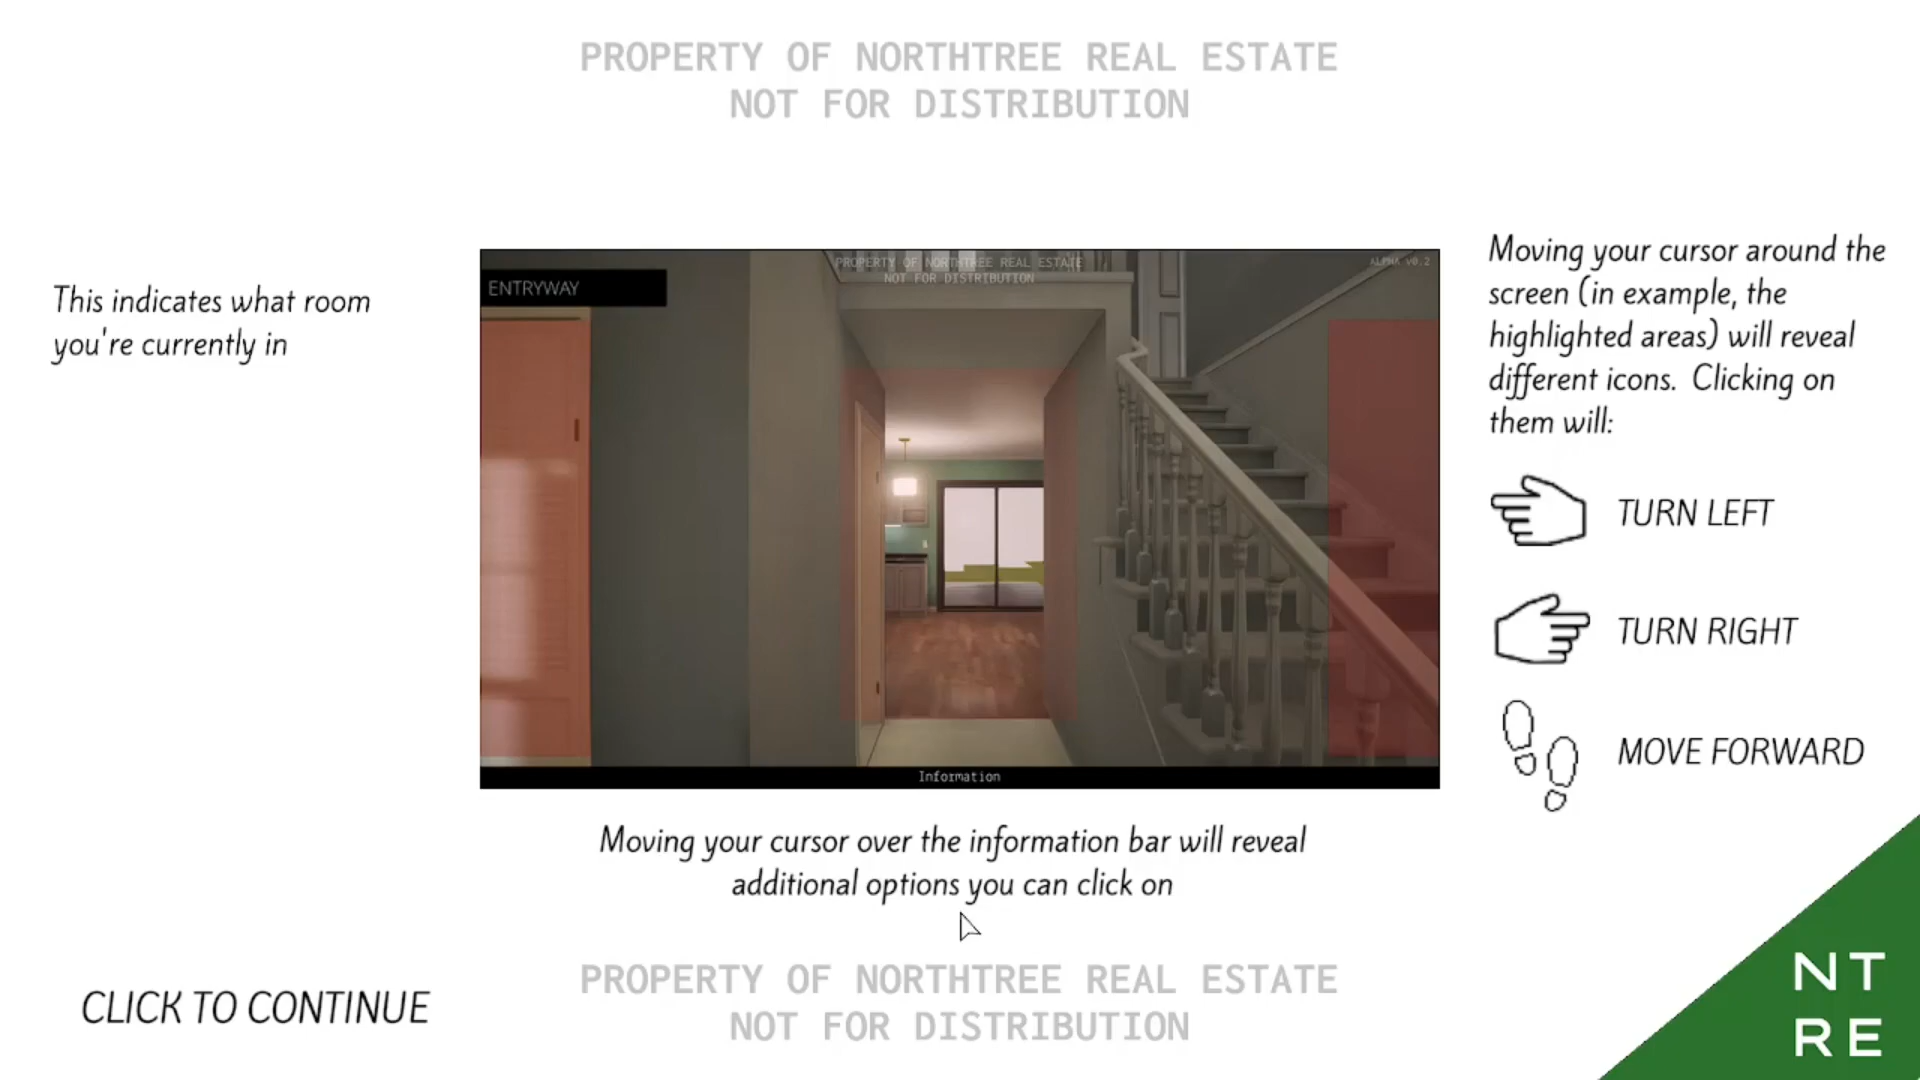 PROPERTY OF NORTHTREE REAL ESTATE
NOT FOR DISTRIBUTION
This indicates what room
you're currently in
PROPERTY OF NORTHTREE REAL ESTATE
NOT FOR DISTRIBUTION
ALPHA V0.2
ENTRYWAY
Information
Moving your cursor around the
screen (in example, the
highlighted areas) will reveal
different icons. Clicking on
them will:
TURN LEFT
TURN RIGHT
MOVE FORWARD
Moving your cursor over the information bar will reveal
additional options you can click on
CLICK TO CONTINUE
PROPERTY OF NORTHTREE REAL ESTATE
NOT FOR DISTRIBUTION
NT
RE